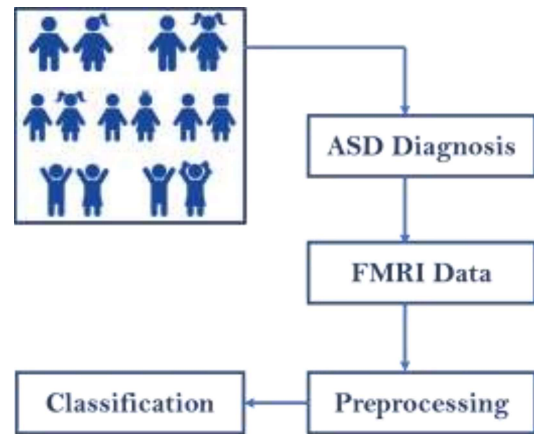 ASD Diagnosis
FMRI Data
Preprocessing
Classification